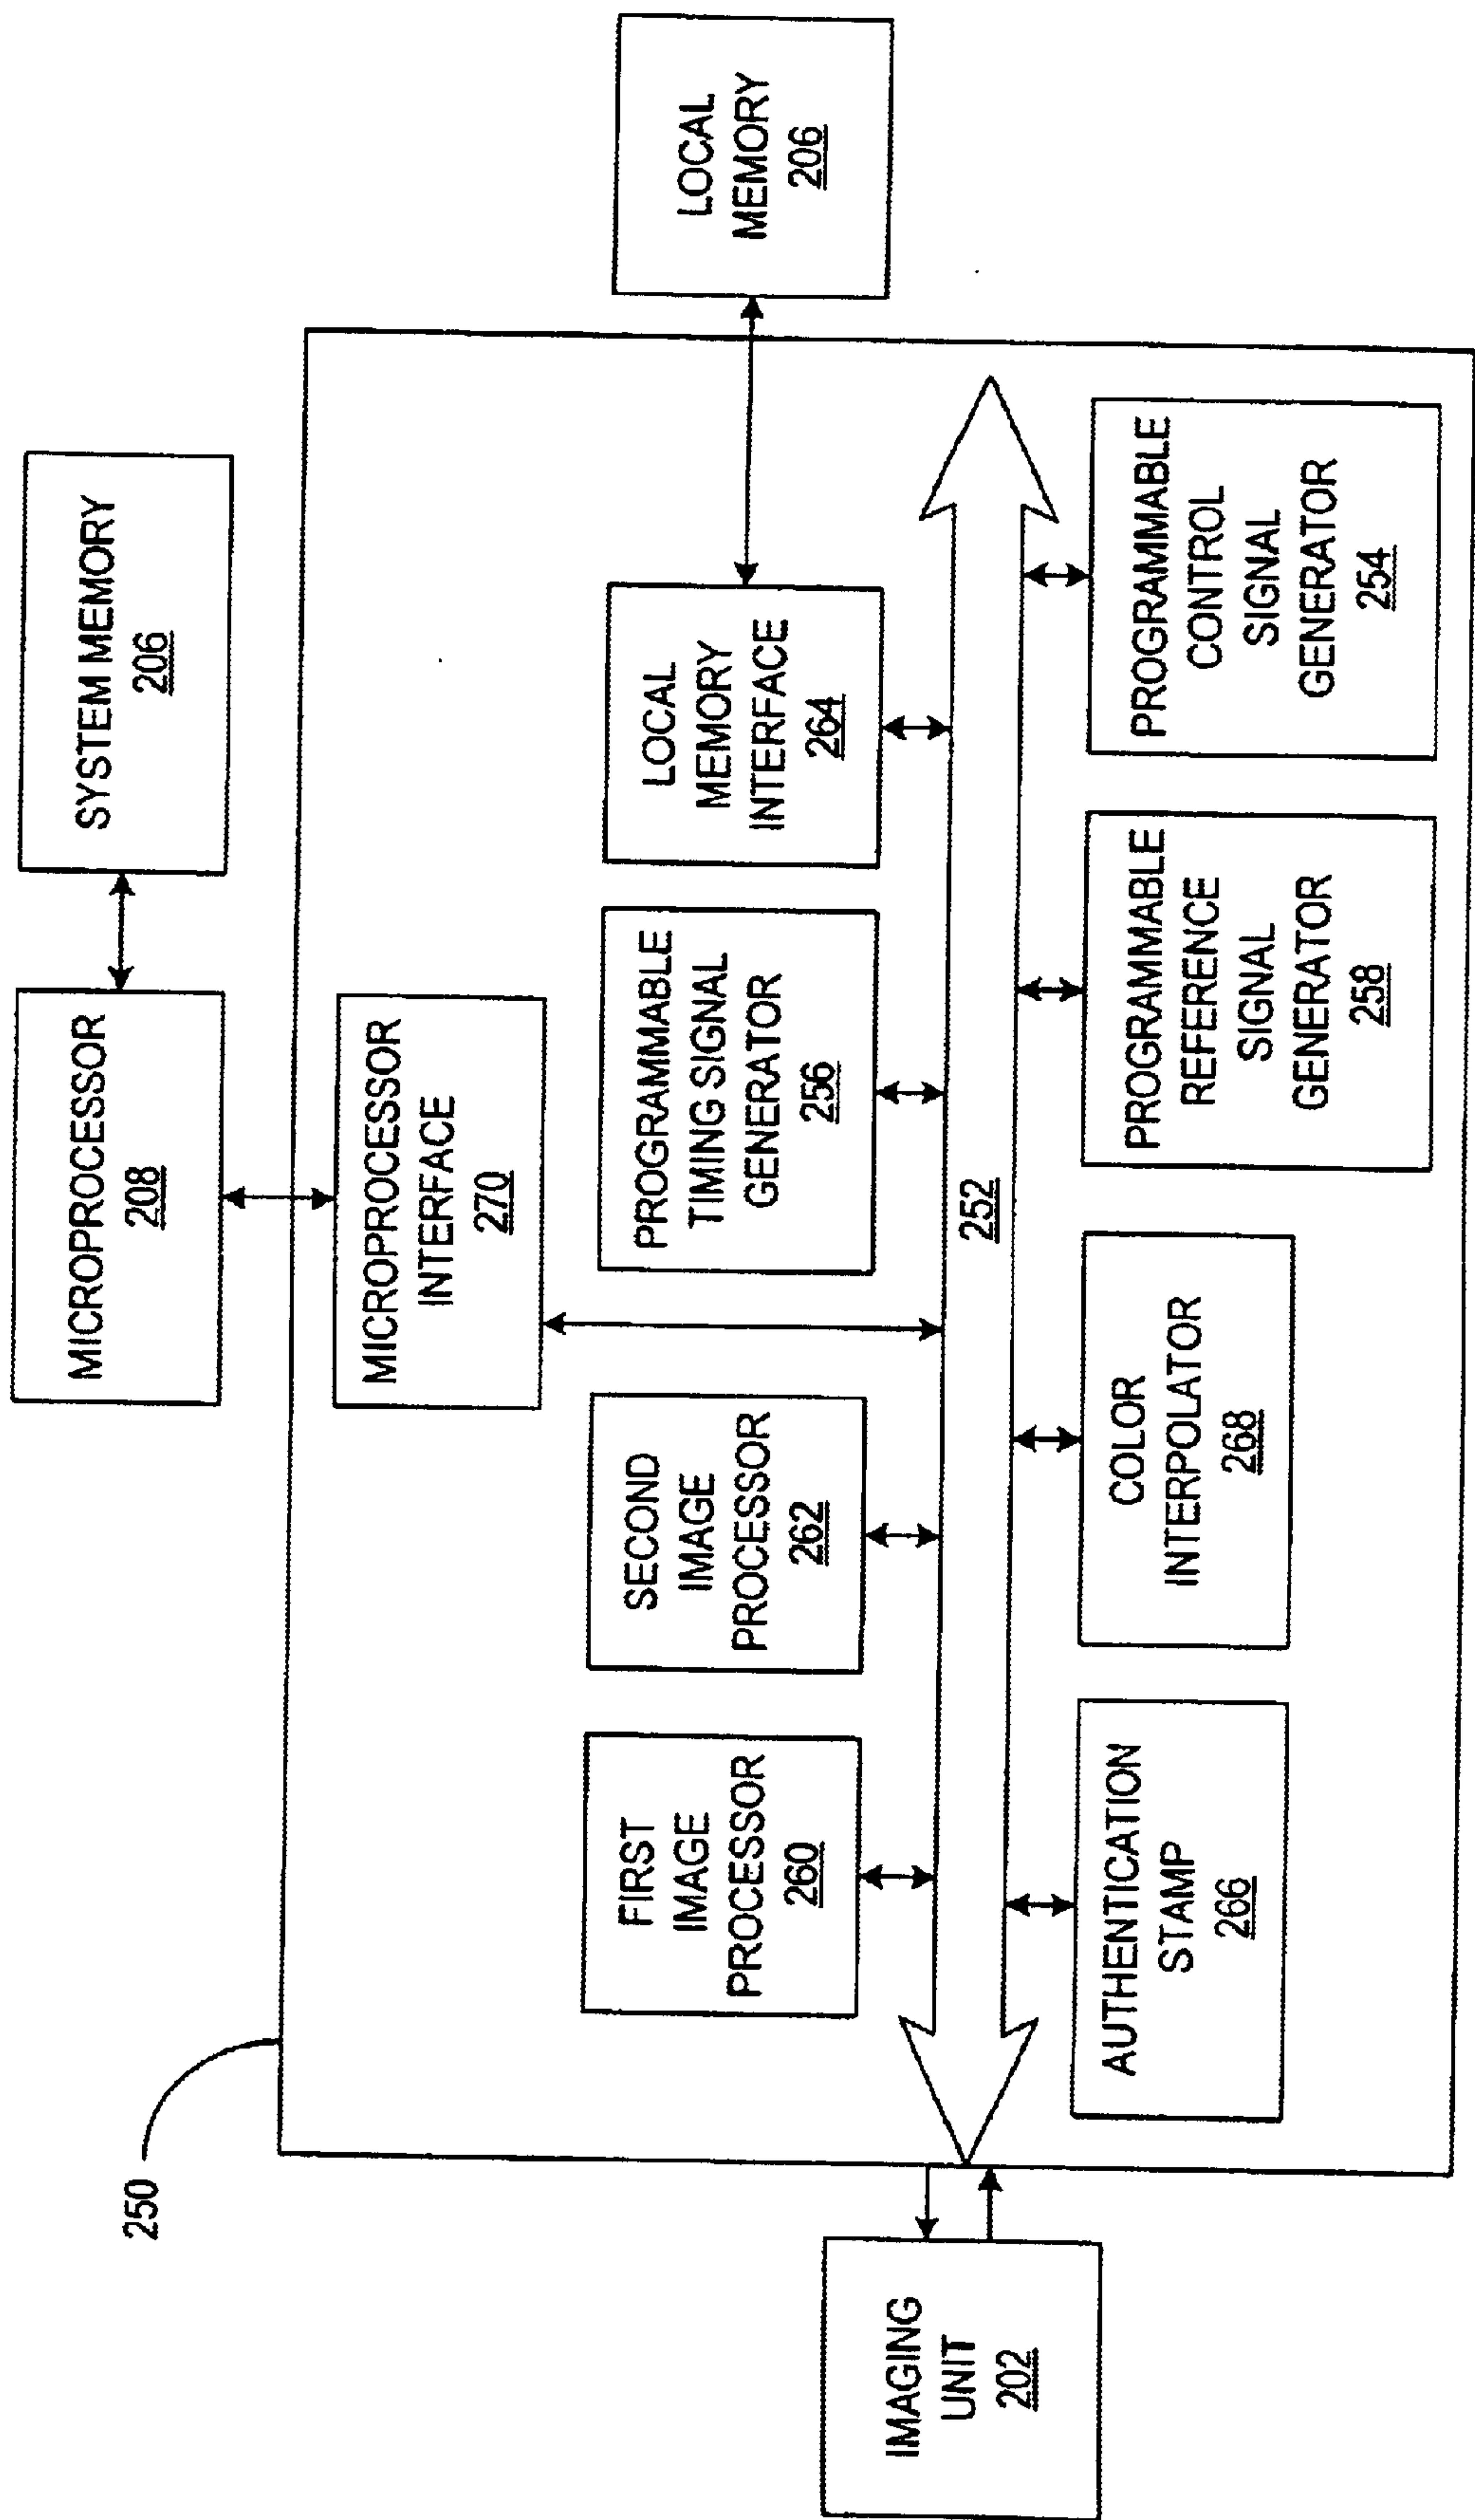 SYSTEM MEMORY
206
MICROPROCESSOR
208
250
MICROPROCESSOR
INTERFACE
270
LOCAL
MEMORY
206
FIRST
IMAGE
PROCESSOR
260
SECOND
IMAGE
PROCESSOR
262
PROGRAMMABLE
TIMING SIGNAL
GENERATOR
256
LOCAL
MEMORY
INTERFACE
264
IMAGING
UNIT
202
252
AUTHENTICATION
STAMP
266
COLOR
INTERPOLATOR
268
PROGRAMMABLE
REFERENCE
SIGNAL
GENERATOR
258
PROGRAMMABLE
CONTROL
SIGNAL
GENERATOR
254